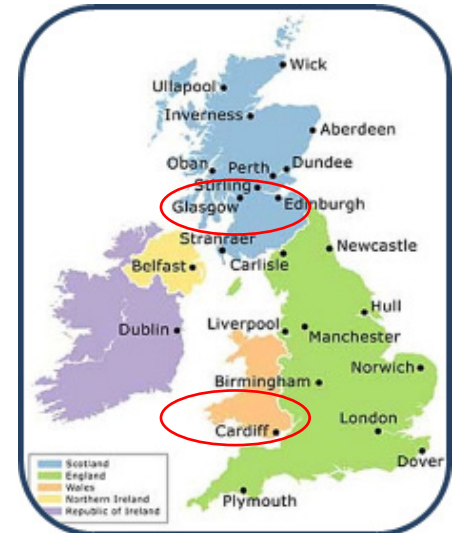 Wick
Ullapool
Inverness
Aberdeen
Oban
Perth
Dundee
Stirling
Glasgow
Edinburgh
Stranraer
Newcastle
Belfast
Carlisle
Hull
Dublin
Liverpool
Manchester
Norwich
Birmingham
London
Cardiff
Dover
Plymouth
Scotland
England
Wales
Northern Ireland
Republic of Ireland